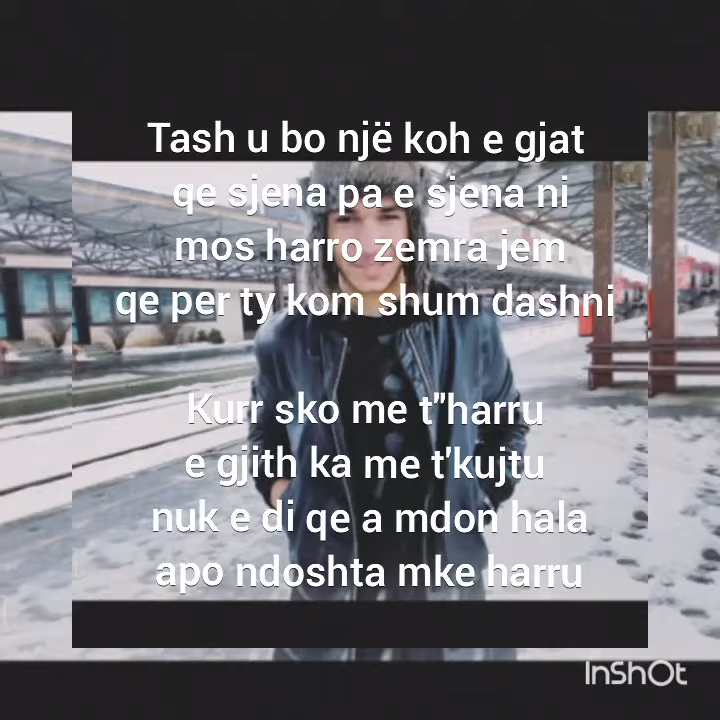 Tash u bo një koh e gjat
qe sjena pa e sjena ni
mos harro zemra jem
qe per ty kom shum dashni
Kurr sko me t"harru
e gjith ka me t'kujtu
nuk e di qe a mdon hala
apo ndoshta mke harru
InShOt